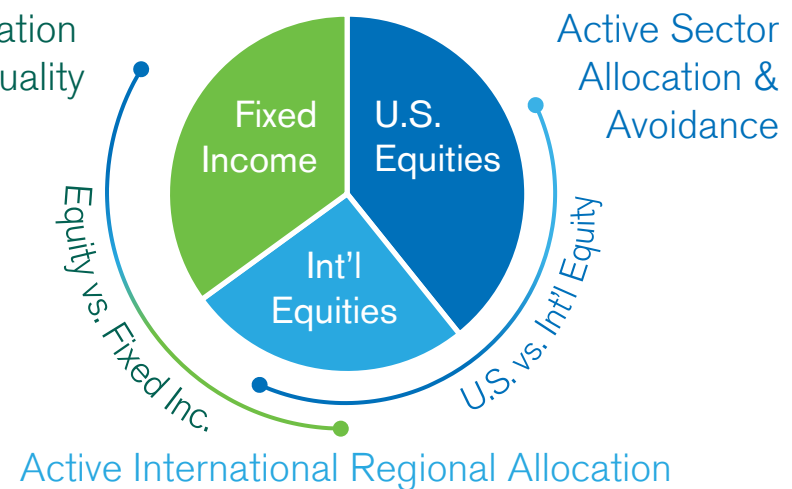 ation
uality
Active Sector
Allocation &
Avoidance
Fixed
Income
U.S.
Equities
Int'l
Equities
Equity vs. Fixed Inc.
U.S. vs. Int'l Equity
Active International Regional Allocation